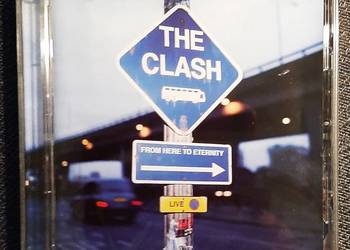 THE
CLASH
FROM HERE TO ETERNITY
LIVE